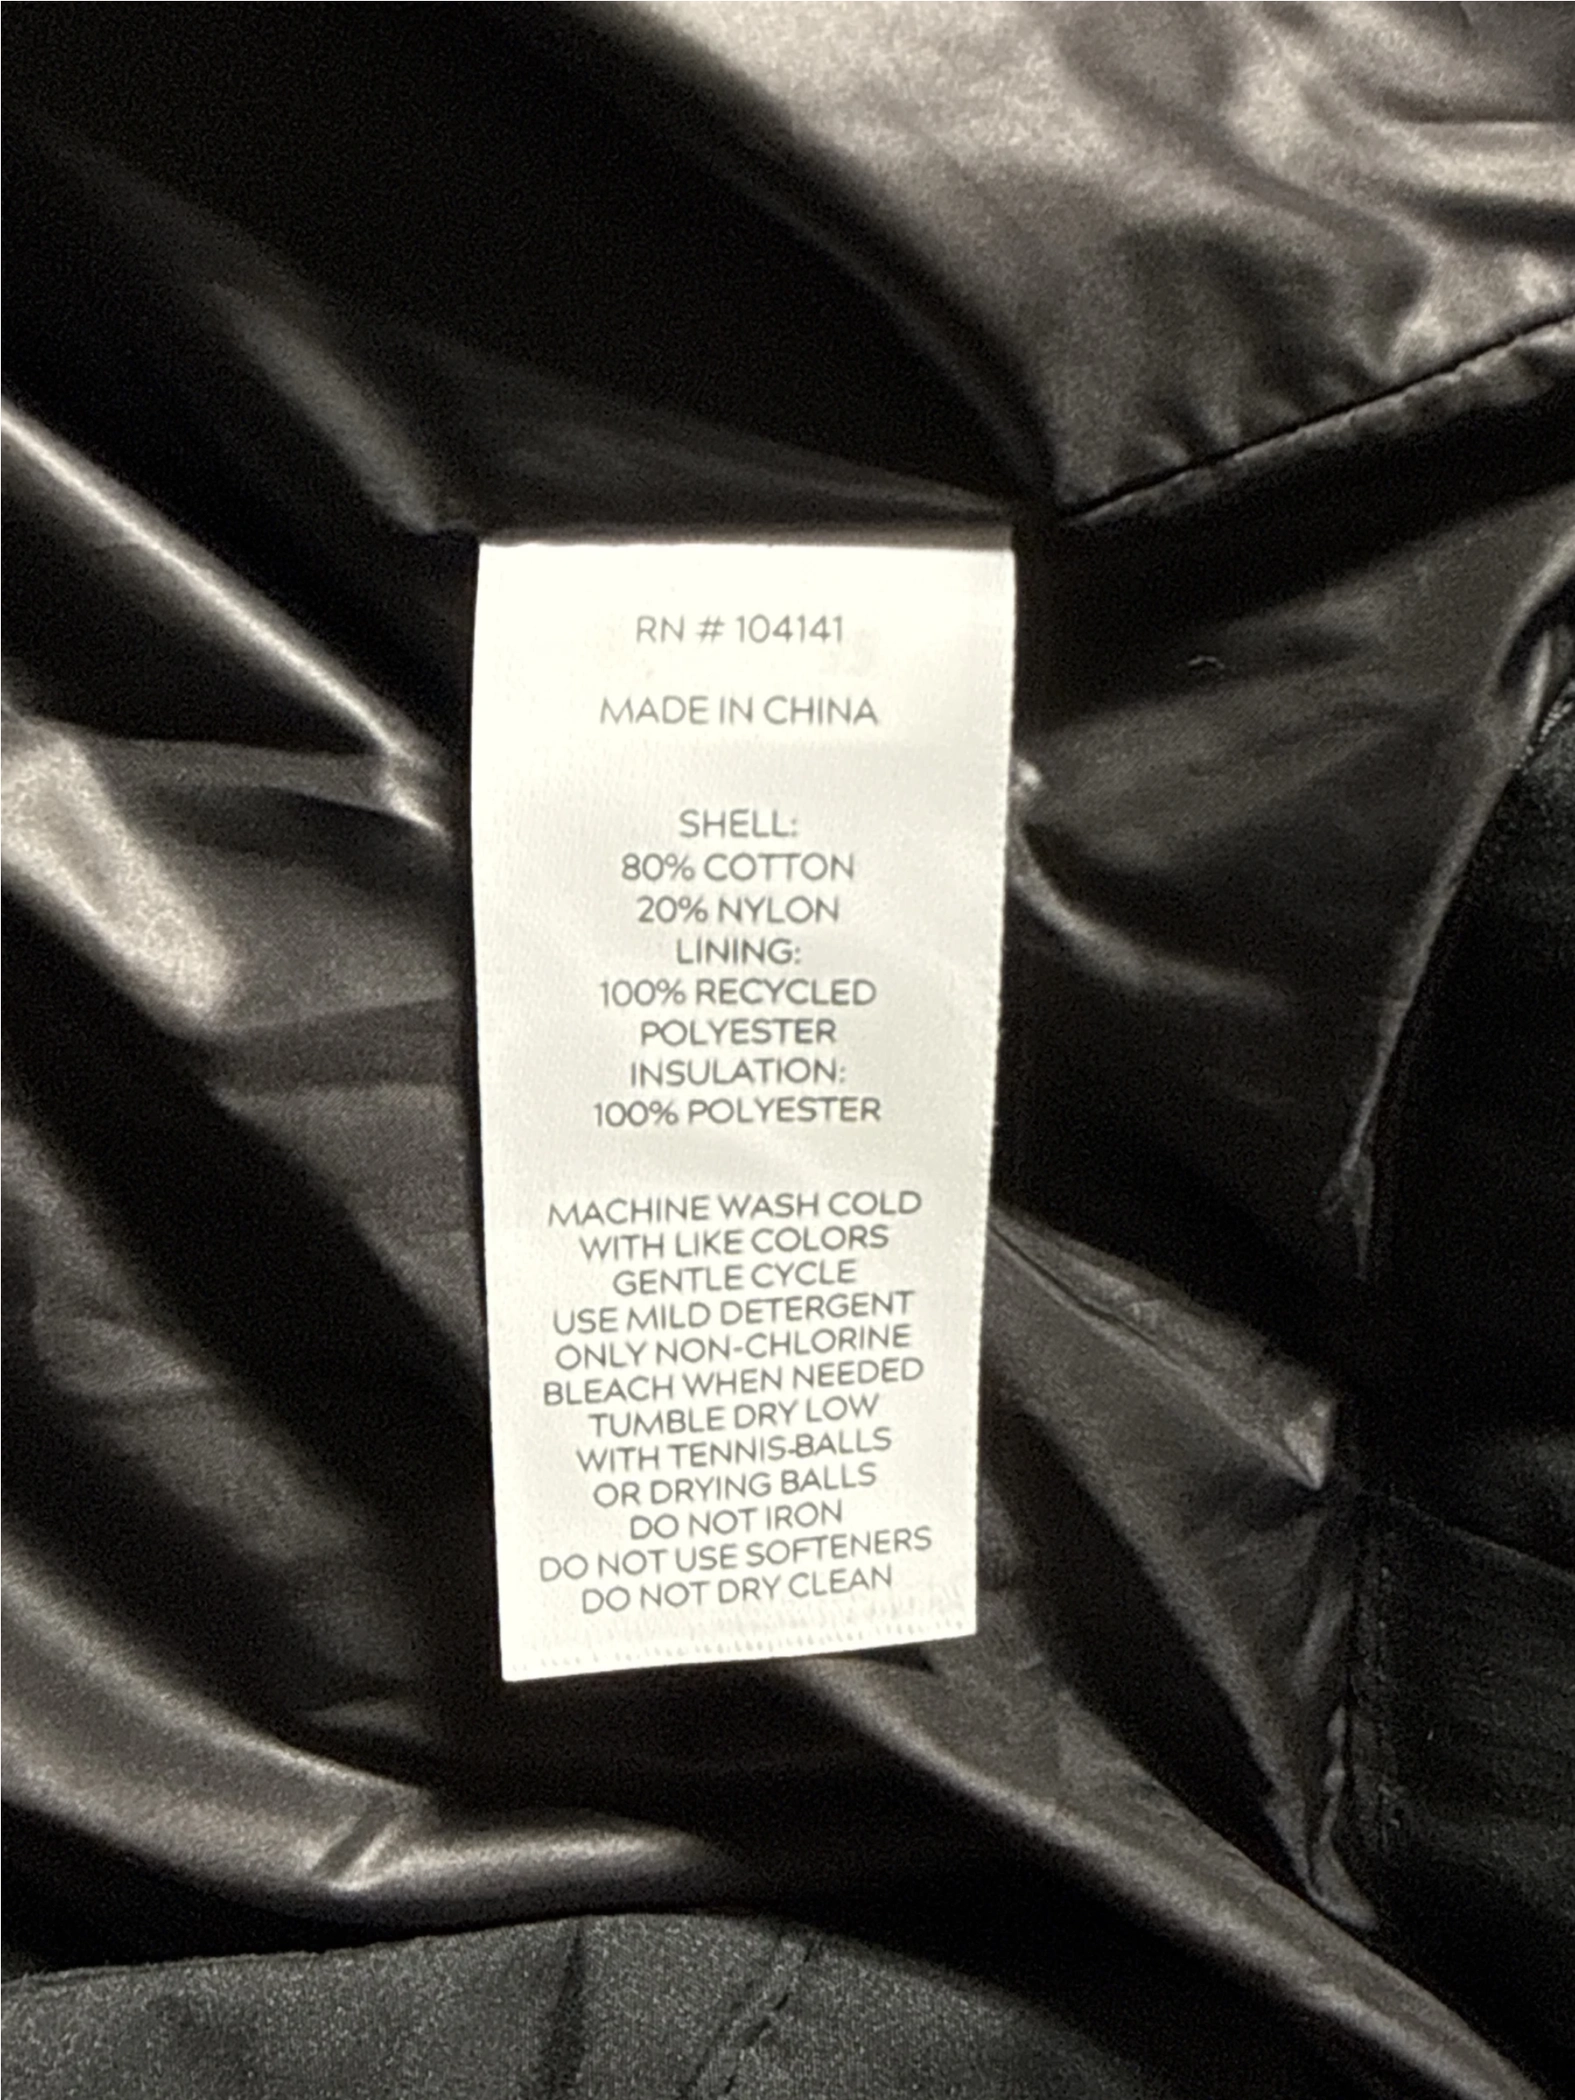 RN # 104141
MADE IN CHINA
SHELL:
80% COTTON
20% NYLON
LINING:
100% RECYCLED
POLYESTER
INSULATION:
100% POLYESTER
MACHINE WASH COLD
WITH LIKE COLORS
GENTLE CYCLE
USE MILD DETERGENT
ONLY NON-CHLORINE
BLEACH WHEN NEEDED
TUMBLE DRY LOW
WITH TENNIS-BALLS
OR DRYING BALLS
DO NOT IRON
DO NOT USE SOFTENERS
DO NOT DRY CLEAN